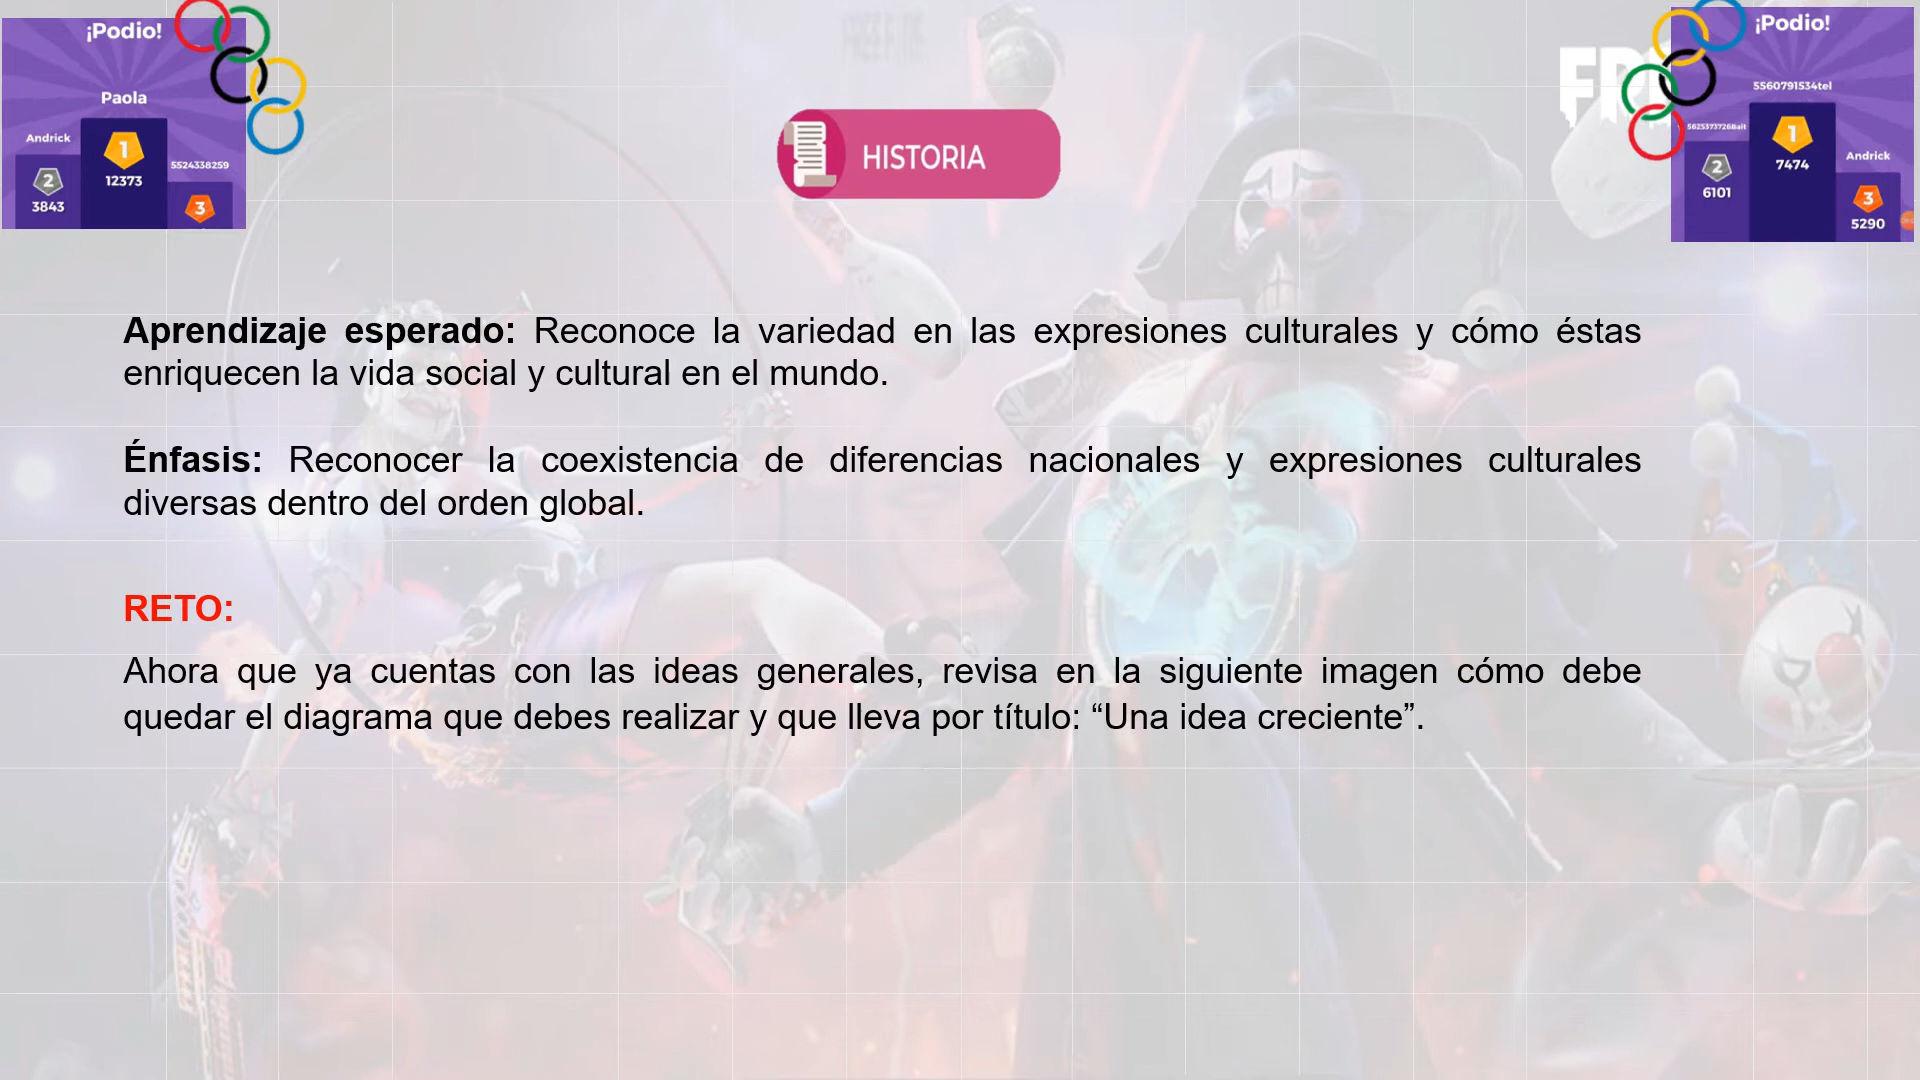 ¡Podio!
Paola
Andrick
1
12373
5524338259
2
3843
3
HISTORIA
¡Podio!
5560791534tel
1
7474
2
6101
Andrick
3
5290
Aprendizaje esperado: Reconoce la variedad en las expresiones culturales y cómo éstas
enriquecen la vida social y cultural en el mundo.
Énfasis: Reconocer la coexistencia de diferencias nacionales y expresiones culturales
diversas dentro del orden global.
RETO:
Ahora que ya cuentas con las ideas generales, revisa en la siguiente imagen cómo debe
quedar el diagrama que debes realizar y que lleva por título: “Una idea creciente”.